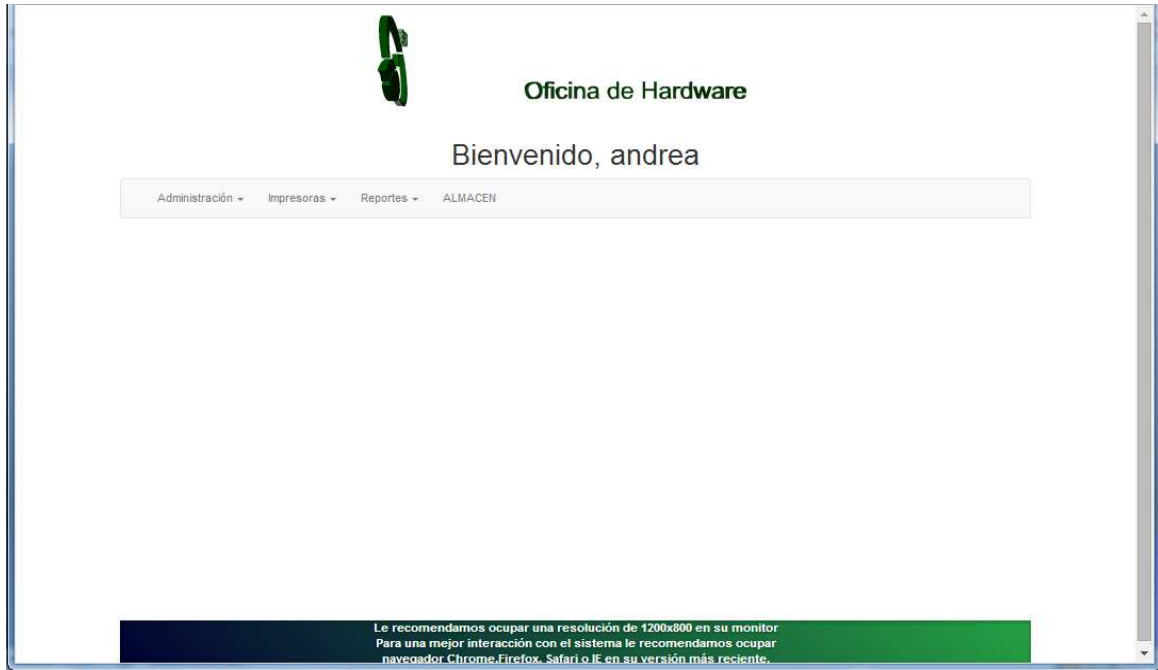 Oficina de Hardware
Bienvenido, andrea
Administración Impresoras Reportes ALMACEN
Le recomendamos ocupar una resolución de 1200x800 en su monitor
Para una mejor interacción con el sistema le recomendamos ocupar
navegador Chrome,Firefox, Safari o IE en su versión más reciente.